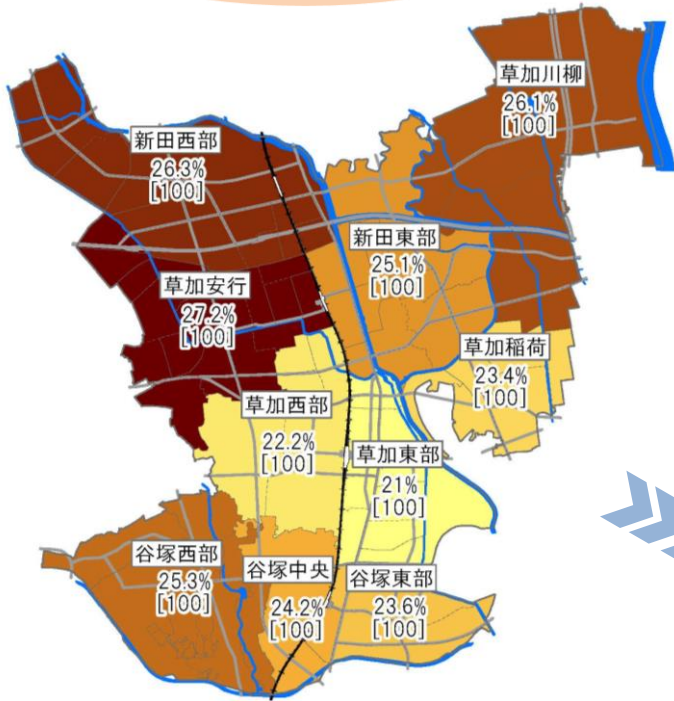 草加川柳
26.1%
[100]
新田西部
26.3%
[100]
新田東部
25.1%
[100]
草加安行
27.2%
[100]
草加稲荷
23.4%
[100]
草加西部
22.2%
[100]
草加東部
21%
[100]
谷塚西部
25.3%
[100]
谷塚中央
24.2%
[100]
谷塚東部
23.6%
[100]